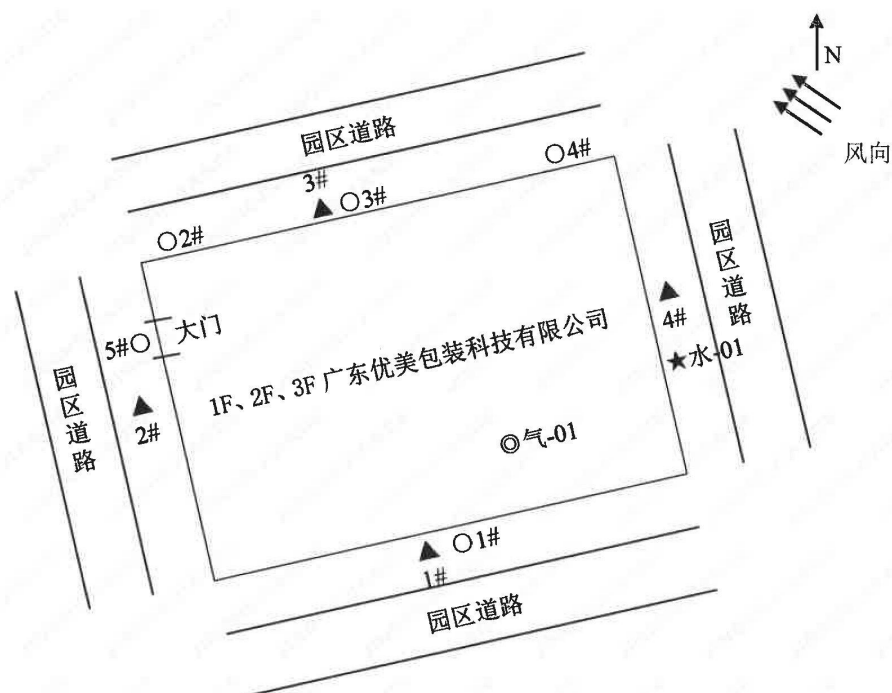 N
风向
园区道路
3#
▲ ○3#
○4#
○2#
园区道路
▲
4#
★水-01
大门
5#○
园区道路
▲
2#
1F、2F、3F 广东优美包装科技有限公司
◎气-01
▲ ○1#
1#
园区道路